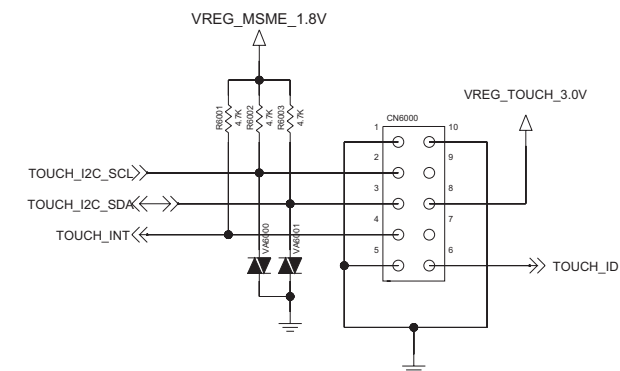 VREG_MSME_1.8V
VREG_TOUCH_3.0V
R6001
4.7K
R6002
4.7K
R6003
4.7K
CN6000
1
10
2
9
3
8
4
7
5
6
TOUCH_I2C_SCL
TOUCH_I2C_SDA
TOUCH_INT
TOUCH_ID
VA6000
VA6001